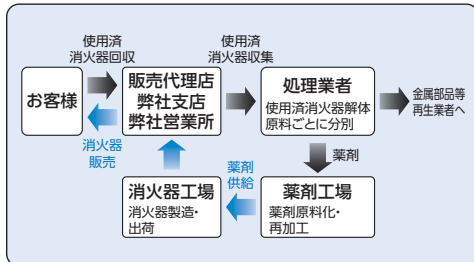 使用済
消火器回収
使用済
消火器収集
お客様
販売代理店
弊社支店
弊社営業所
処理業者
使用済消火器解体
原料ごとに分別
金属部品等
再生業者へ
消火器
販売
薬剤
薬剤
供給
消火器工場
消火器製造・
出荷
薬剤工場
薬剤原料化・
再加工